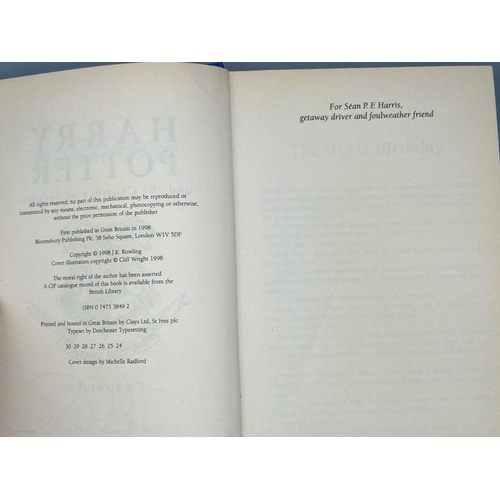 All rights reserved; no part of this publication may be reproduced or
transmitted by any means, electronic, mechanical, photocopying or otherwise,
without the prior permission of the publisher
First published in Great Britain in 1998
Bloomsbury Publishing Plc, 38 Soho Square, London W1V 5DF
Copyright © 1998 J.K. Rowling
Cover illustration copyright © Cliff Wright 1998
The moral right of the author has been asserted
A CIP catalogue record of this book is available from the
British Library
ISBN 0 7475 3849 2
Printed and bound in Great Britain by Clays Ltd, St Ives plc
Typeset by Dorchester Typesetting
30 29 28 27 26 25 24
Cover design by Michelle Radford
For Séan P. F. Harris,
getaway driver and foulweather friend
The Worst Birthday
HARRY
POTTER